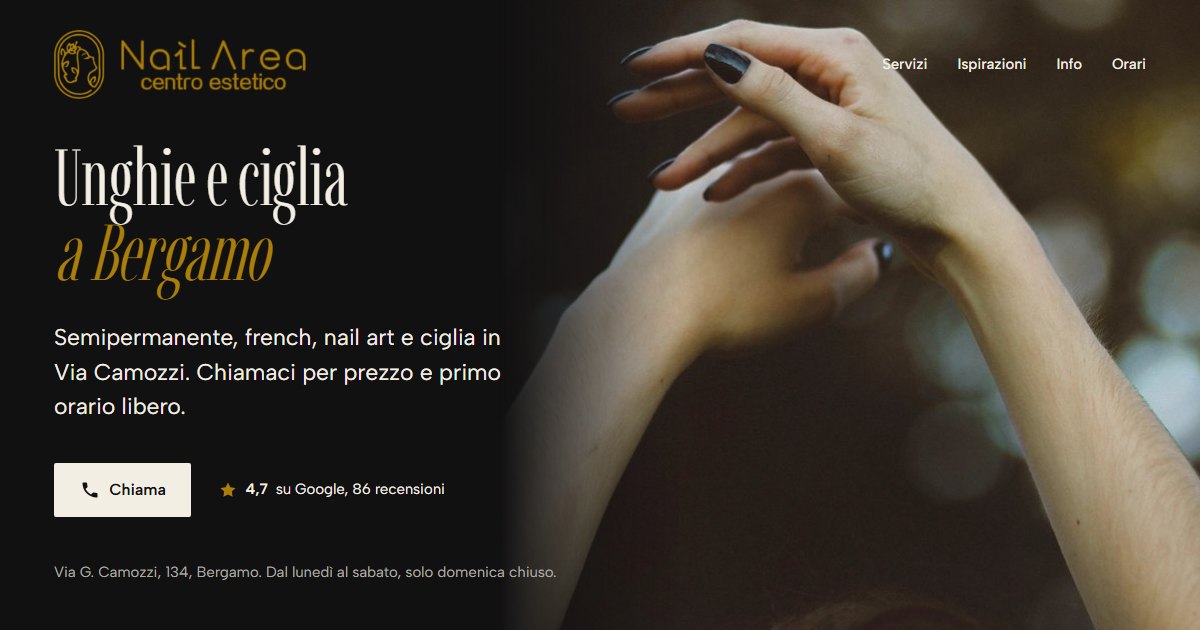 Nail Area
centro estetico
Servizi
Ispirazioni
Info
Orari
Unghie e ciglia
a Bergamo
Semipermanente, french, nail art e ciglia in
Via Camozzi. Chiamaci per prezzo e primo
orario libero.
Chiama
4,7 su Google, 86 recensioni
Via G. Camozzi, 134, Bergamo. Dal lunedì al sabato, solo domenica chiuso.